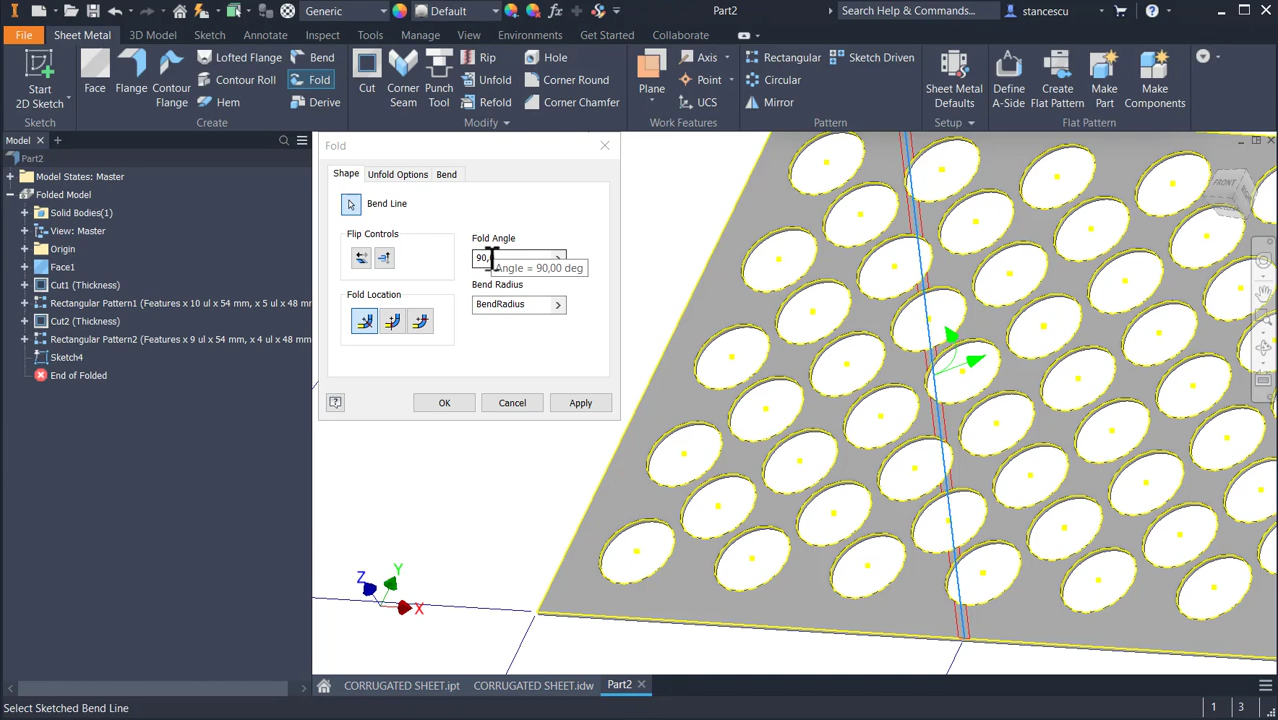 Generic
Default
fx
Part2
Search Help & Commands...
stancescu
File
Sheet Metal
3D Model
Sketch
Annotate
Inspect
Tools
Manage
View
Environments
Get Started
Collaborate
Start
2D Sketch
Face
Flange
Contour
Flange
Lofted Flange
Contour Roll
Hem
Bend
Fold
Derive
Cut
Corner
Seam
Punch
Tool
Rip
Unfold
Refold
Hole
Corner Round
Corner Chamfer
Plane
Axis
Point
UCS
Rectangular
Circular
Mirror
Sketch Driven
Sheet Metal
Defaults
Define
A-Side
Create
Flat Pattern
Make
Part
Make
Components
Sketch
Create
Modify
Work Features
Pattern
Setup
Flat Pattern
Model
Part2
Model States: Master
Folded Model
Solid Bodies(1)
View: Master
Origin
Face1
Cut1 (Thickness)
Rectangular Pattern1 (Features x 10 ul x 54 mm, x 5 ul x 48 mm
Cut2 (Thickness)
Rectangular Pattern2 (Features x 9 ul x 54 mm, x 4 ul x 48 mm
Sketch4
End of Folded
Fold
Shape
Unfold Options
Bend
Bend Line
Flip Controls
Fold Angle
90,
Angle = 90,00 deg
Bend Radius
BendRadius
Fold Location
OK
Cancel
Apply
FRONT
Z
Y
X
CORRUGATED SHEET.ipt
CORRUGATED SHEET.idw
Part2
Select Sketched Bend Line
1
3